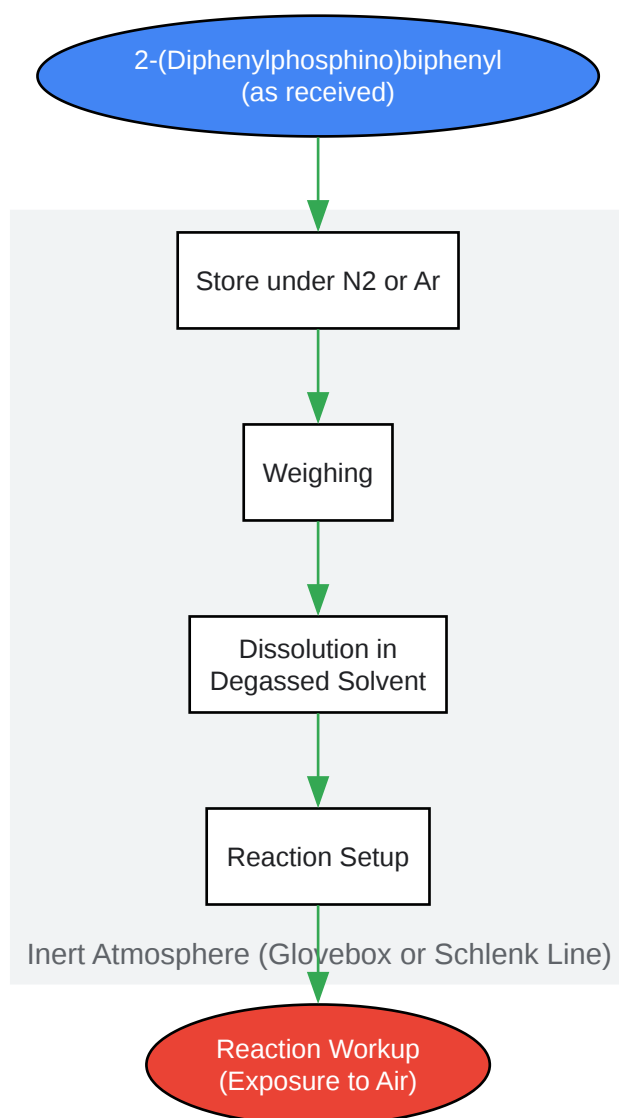 2-(Diphenylphosphino)biphenyl
(as received)
Store under N2 or Ar
Weighing
Dissolution in
Degassed Solvent
Reaction Setup
Inert Atmosphere (Glovebox or Schlenk Line)
Reaction Workup
(Exposure to Air)